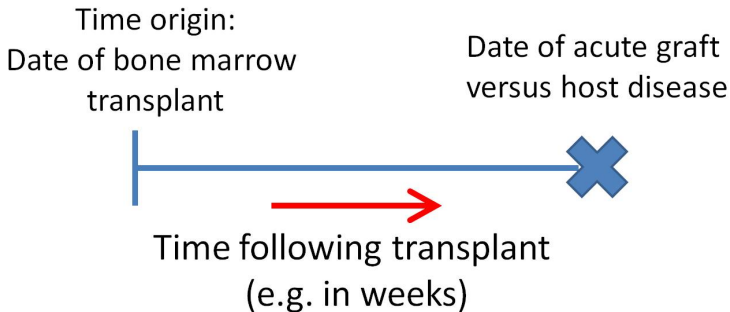 Time origin:
Date of bone marrow
transplant
Date of acute graft
versus host disease
Time following transplant
(e.g. in weeks)